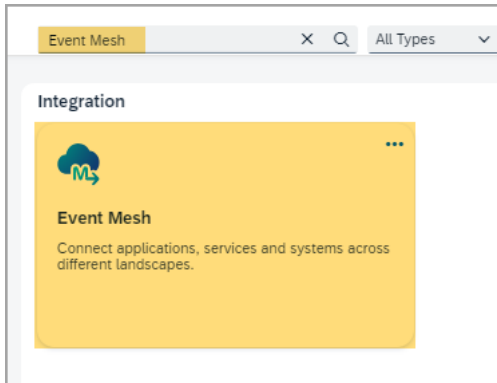 Event Mesh
All Types
Integration
M
Event Mesh
Connect applications, services and systems across
different landscapes.